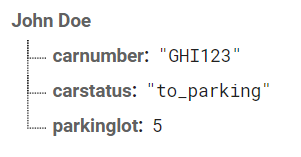 John Doe
carnumber: "GHI123"
carstatus: "to_parking"
parkinglot: 5